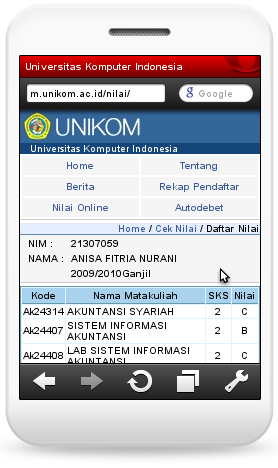 Universitas Komputer Indonesia
m.unikom.ac.id/nilai/
Google
UNIKOM
Universitas Komputer Indonesia
Home Tentang
Berita Rekap Pendaftar
Nilai Online Autodebet
Home / Cek Nilai / Daftar Nilai
NIM : 21307059
NAMA : ANISA FITRIA NURANI
2009/2010Ganjil
Kode Nama Matakuliah SKS Nilai
Ak24314 AKUNTANSI SYARIAH 2 C
Ak24407 SISTEM INFORMASI AKUNTANSI 2 B
Ak24408 LAB SISTEM INFORMASI AKUNTANSI 2 C